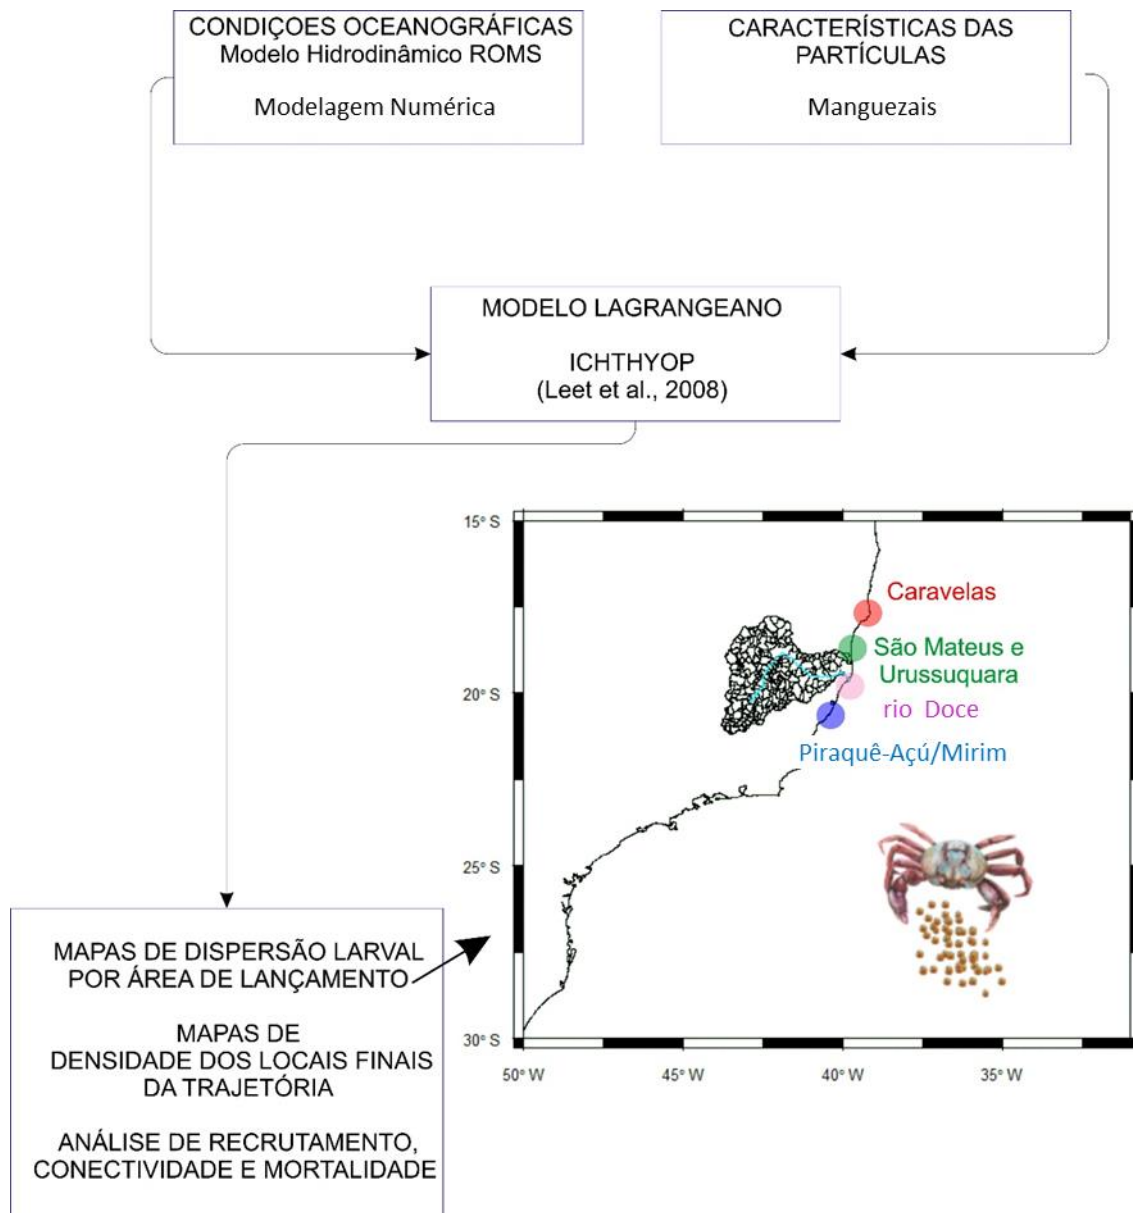 CONDIÇOES OCEANOGRÁFICAS
Modelo Hidrodinâmico ROMS
Modelagem Numérica
CARACTERÍSTICAS DAS
PARTÍCULAS
Manguezais
MODELO LAGRANGEANO
ICHTHYOP
(Leet et al., 2008)
15° S
20° S
25° S
30° S
50° W
45° W
40° W
35° W
Caravelas
São Mateus e
Urussuquara
rio Doce
Piraquê-Açú/Mirim
MAPAS DE DISPERSÃO LARVAL
POR ÁREA DE LANÇAMENTO
MAPAS DE
DENSIDADE DOS LOCAIS FINAIS
DA TRAJETÓRIA
ANÁLISE DE RECRUTAMENTO,
CONECTIVIDADE E MORTALIDADE